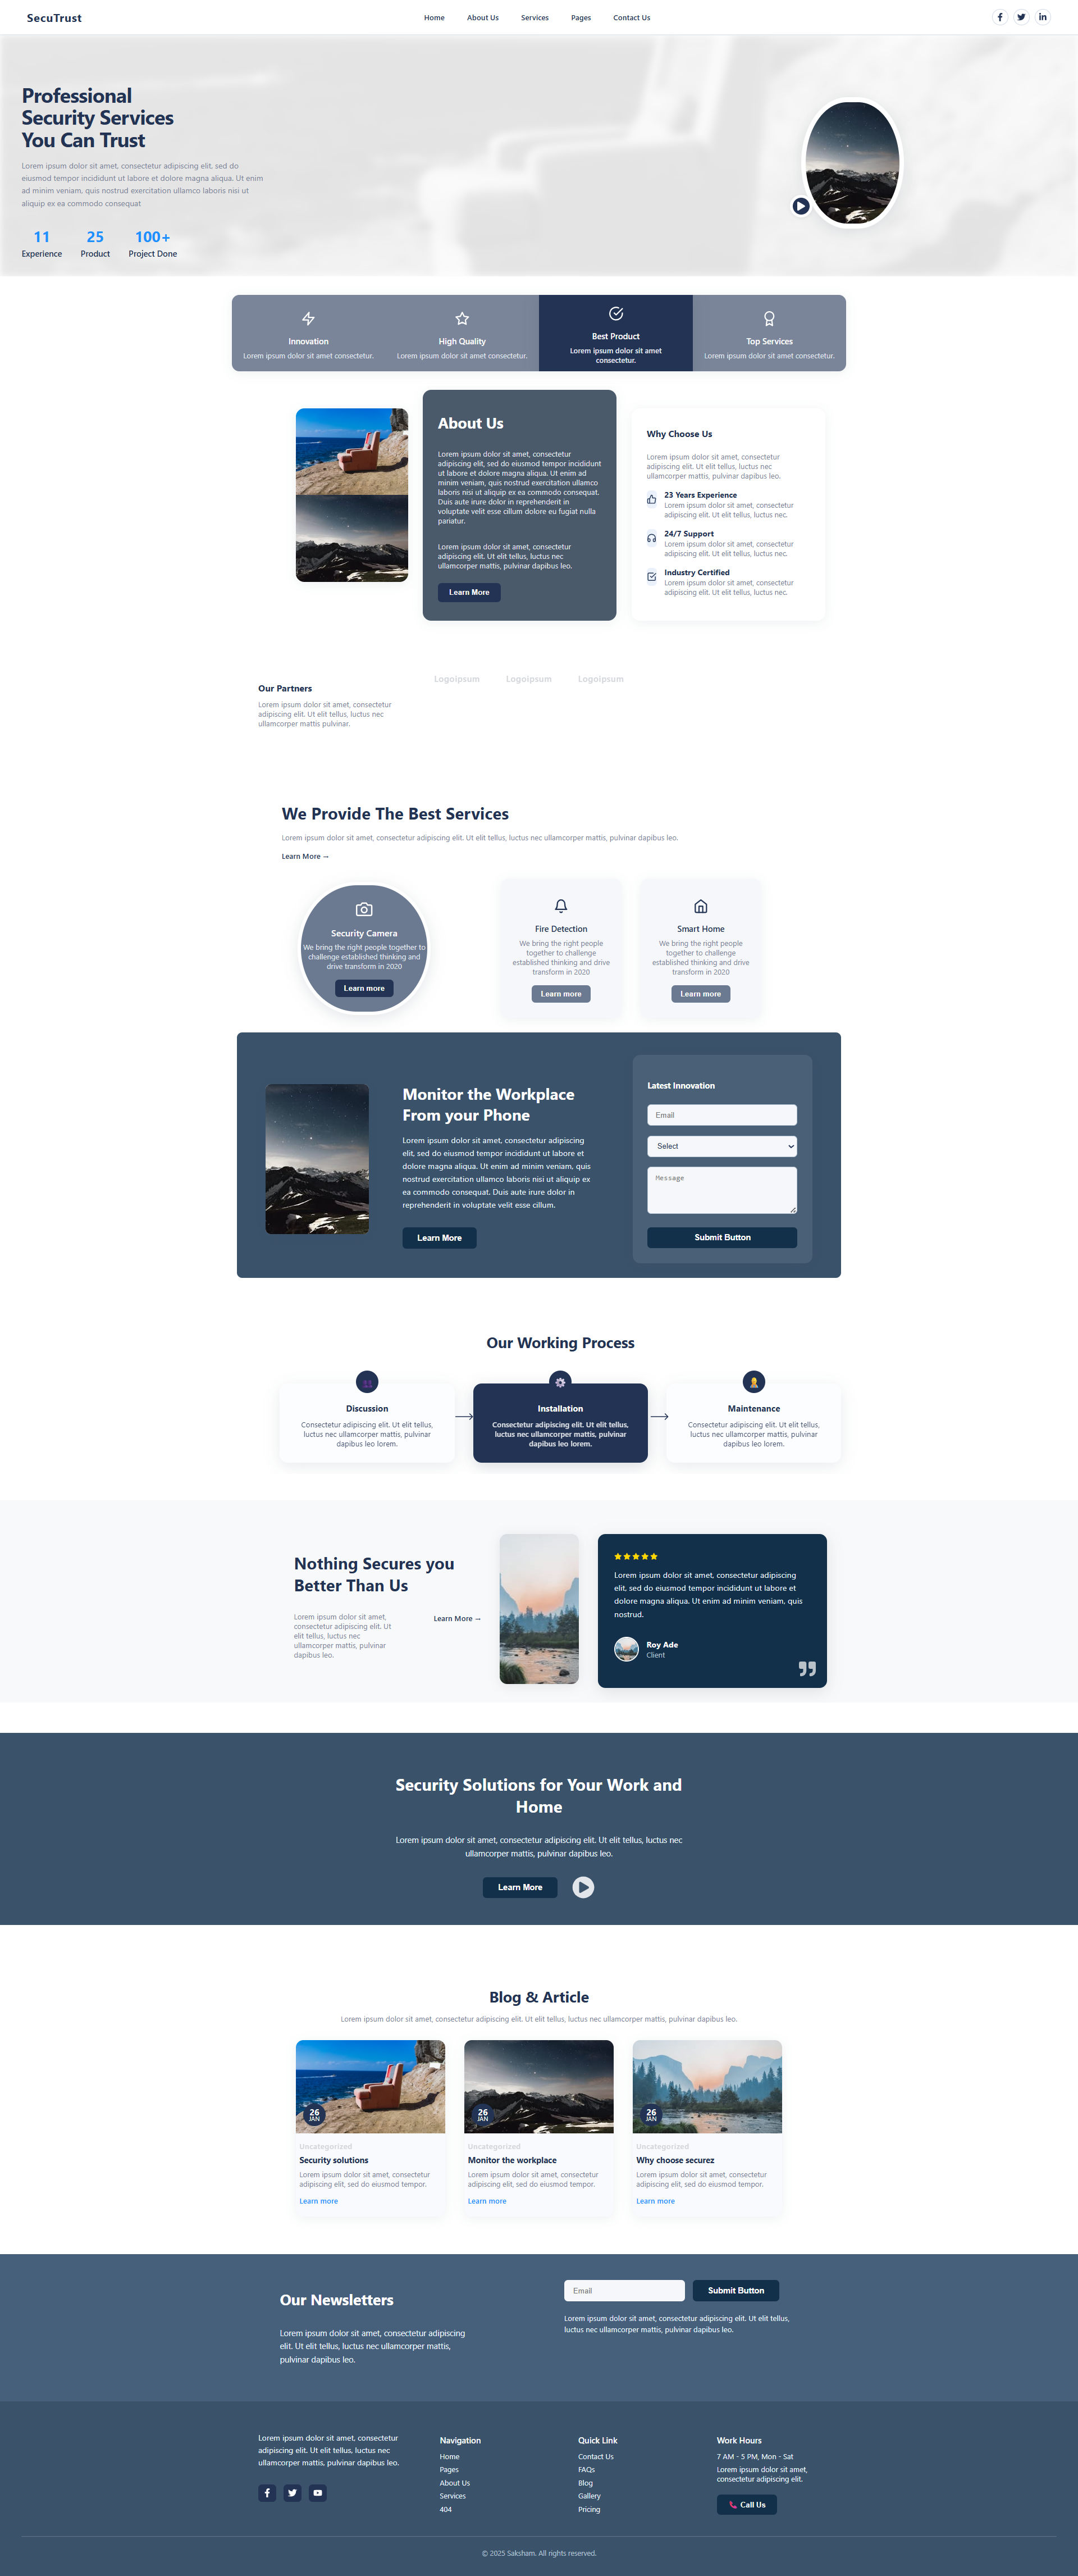 SecuTrust
Home
About Us
Services
Pages
Contact Us
Professional
Security Services
You Can Trust
Lorem ipsum dolor sit amet, consectetur adipiscing elit, sed do
eiusmod tempor incididunt ut labore et dolore magna aliqua. Ut enim
ad minim veniam, quis nostrud exercitation ullamco laboris nisi ut
aliquip ex ea commodo consequat
11
Experience
25
Product
100+
Project Done
Innovation
Lorem ipsum dolor sit amet consectetur.
High Quality
Lorem ipsum dolor sit amet consectetur.
Best Product
Lorem ipsum dolor sit amet
consectetur.
Top Services
Lorem ipsum dolor sit amet consectetur.
About Us
Lorem ipsum dolor sit amet, consectetur
adipiscing elit, sed do eiusmod tempor incididunt
ut labore et dolore magna aliqua. Ut enim ad
minim veniam, quis nostrud exercitation ullamco
laboris nisi ut aliquip ex ea commodo consequat.
Duis aute irure dolor in reprehenderit in
voluptate velit esse cillum dolore eu fugiat nulla
pariatur.
Lorem ipsum dolor sit amet, consectetur
adipiscing elit. Ut elit tellus, luctus nec
ullamcorper mattis, pulvinar dapibus leo.
Learn More
Why Choose Us
Lorem ipsum dolor sit amet, consectetur
adipiscing elit. Ut elit tellus, luctus nec
ullamcorper mattis, pulvinar dapibus leo.
23 Years Experience
Lorem ipsum dolor sit amet, consectetur
adipiscing elit. Ut elit tellus, luctus nec.
24/7 Support
Lorem ipsum dolor sit amet, consectetur
adipiscing elit. Ut elit tellus, luctus nec.
Industry Certified
Lorem ipsum dolor sit amet, consectetur
adipiscing elit. Ut elit tellus, luctus nec.
Our Partners
Lorem ipsum dolor sit amet, consectetur
adipiscing elit. Ut elit tellus, luctus nec
ullamcorper mattis pulvinar.
Logoipsum
Logoipsum
Logoipsum
We Provide The Best Services
Lorem ipsum dolor sit amet, consectetur adipiscing elit. Ut elit tellus, luctus nec ullamcorper mattis, pulvinar dapibus leo.
Learn More →
Security Camera
We bring the right people together to
challenge established thinking and
drive transform in 2020
Learn more
Fire Detection
We bring the right people
together to challenge
established thinking and drive
transform in 2020
Learn more
Smart Home
We bring the right people
together to challenge
established thinking and drive
transform in 2020
Learn more
Monitor the Workplace
From your Phone
Lorem ipsum dolor sit amet, consectetur adipiscing
elit, sed do eiusmod tempor incididunt ut labore et
dolore magna aliqua. Ut enim ad minim veniam, quis
nostrud exercitation ullamco laboris nisi ut aliquip ex
ea commodo consequat. Duis aute irure dolor in
reprehenderit in voluptate velit esse cillum.
Learn More
Latest Innovation
Email
Select
Message
Submit Button
Our Working Process
Discussion
Consectetur adipiscing elit. Ut elit tellus,
luctus nec ullamcorper mattis, pulvinar
dapibus leo lorem.
Installation
Consectetur adipiscing elit. Ut elit tellus,
luctus nec ullamcorper mattis, pulvinar
dapibus leo lorem.
Maintenance
Consectetur adipiscing elit. Ut elit tellus,
luctus nec ullamcorper mattis, pulvinar
dapibus leo lorem.
Nothing Secures you
Better Than Us
Lorem ipsum dolor sit amet,
consectetur adipiscing elit. Ut
elit tellus, luctus nec
ullamcorper mattis, pulvinar
dapibus leo.
Learn More →
Lorem ipsum dolor sit amet, consectetur adipiscing
elit, sed do eiusmod tempor incididunt ut labore et
dolore magna aliqua. Ut enim ad minim veniam, quis
nostrud.
Roy Ade
Client
Security Solutions for Your Work and
Home
Lorem ipsum dolor sit amet, consectetur adipiscing elit. Ut elit tellus, luctus nec
ullamcorper mattis, pulvinar dapibus leo.
Learn More
Blog & Article
Lorem ipsum dolor sit amet, consectetur adipiscing elit. Ut elit tellus, luctus nec ullamcorper mattis, pulvinar dapibus leo.
26
JAN
Uncategorized
Security solutions
Lorem ipsum dolor sit amet, consectetur
adipiscing elit, sed do eiusmod tempor.
Learn more
26
JAN
Uncategorized
Monitor the workplace
Lorem ipsum dolor sit amet, consectetur
adipiscing elit, sed do eiusmod tempor.
Learn more
26
JAN
Uncategorized
Why choose securez
Lorem ipsum dolor sit amet, consectetur
adipiscing elit, sed do eiusmod tempor.
Learn more
Our Newsletters
Lorem ipsum dolor sit amet, consectetur adipiscing
elit. Ut elit tellus, luctus nec ullamcorper mattis,
pulvinar dapibus leo.
Email
Submit Button
Lorem ipsum dolor sit amet, consectetur adipiscing elit. Ut elit tellus,
luctus nec ullamcorper mattis, pulvinar dapibus leo.
Lorem ipsum dolor sit amet, consectetur
adipiscing elit. Ut elit tellus, luctus nec
ullamcorper mattis, pulvinar dapibus leo.
Navigation
Home
Pages
About Us
Services
404
Quick Link
Contact Us
FAQs
Blog
Gallery
Pricing
Work Hours
7 AM - 5 PM, Mon - Sat
Lorem ipsum dolor sit amet,
consectetur adipiscing elit.
Call Us
© 2025 Saksham. All rights reserved.